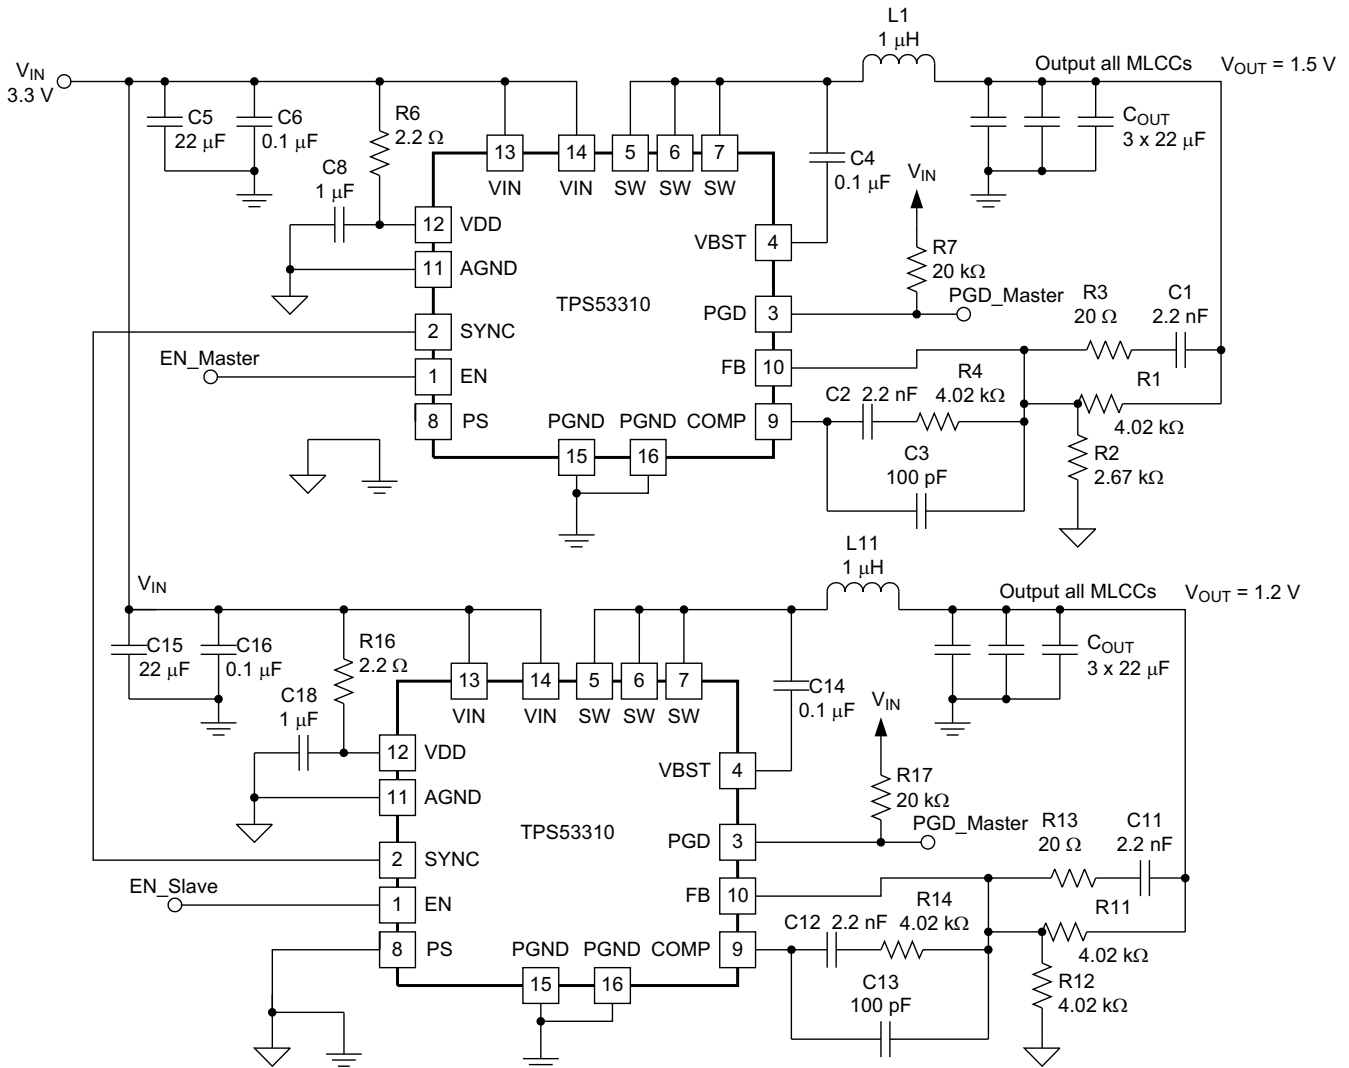 L1
1 μH
VIN
3.3 V
Output all MLCCs
VOUT = 1.5 V
C5
22 μF
C6
0.1 μF
R6
2.2 Ω
COUT
3 x 22 μF
C8
1 μF
13
14
5
6
7
VIN
VIN
SW
SW
SW
C4
0.1 μF
VIN
12
VDD
VBST
4
R7
20 kΩ
11
AGND
TPS53310
PGD_Master
PGD
3
R3
20 Ω
C1
2.2 nF
2
SYNC
EN_Master
1
EN
FB
10
R4
4.02 kΩ
R1
4.02 kΩ
C2 2.2 nF
8
PS
PGND
PGND
COMP
9
15
16
C3
100 pF
R2
2.67 kΩ
L11
1 μH
VIN
Output all MLCCs
VOUT = 1.2 V
C15
22 μF
C16
0.1 μF
R16
2.2 Ω
COUT
3 x 22 μF
C18
1 μF
13
14
5
6
7
VIN
VIN
SW
SW
SW
C14
0.1 μF
VIN
12
VDD
VBST
4
R17
20 kΩ
11
AGND
TPS53310
PGD_Master
PGD
3
R13
20 Ω
C11
2.2 nF
2
SYNC
EN_Slave
1
EN
FB
10
R14
4.02 kΩ
R11
4.02 kΩ
C12 2.2 nF
8
PS
PGND
PGND
COMP
9
15
16
C13
100 pF
R12
4.02 kΩ